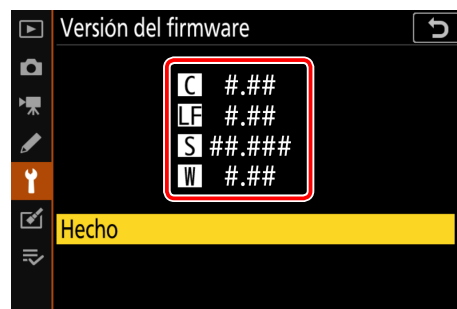 Versión del firmware
C #.##
LF #.##
S ##.###
W #.##
Hecho